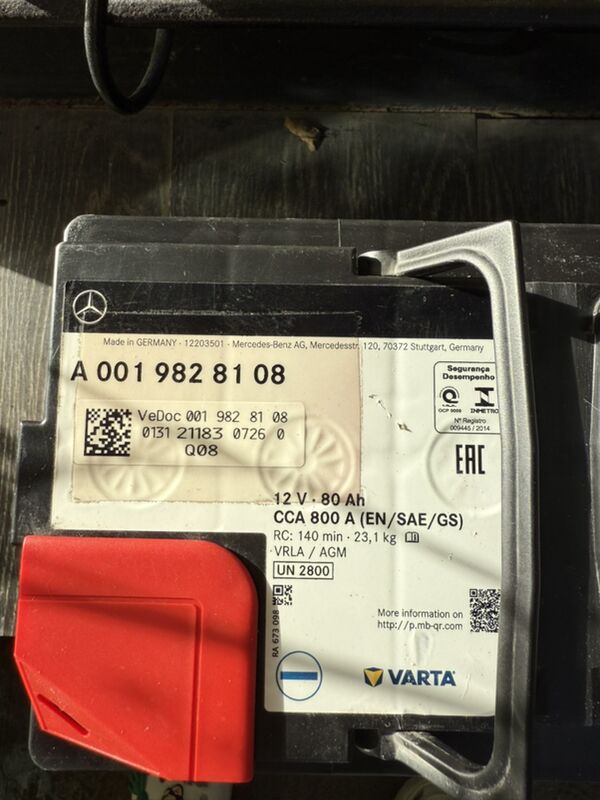 Made in GERMANY · 12203501 · Mercedes-Benz AG, Mercedesstr. 120, 70372 Stuttgart, Germany
A 001 982 81 08
VeDoc 001 982 81 08
0131 21183 0726 0
Q08
Segurança
Desempenho
OCP 0059
INMETRO
Nº Registro
009445 / 2014
EAC
12 V · 80 Ah
CCA 800 A (EN/SAE/GS)
RC: 140 min · 23,1 kg
VRLA / AGM
UN 2800
RA 673 098
More information on
http://p.mb-qr.com
VARTA